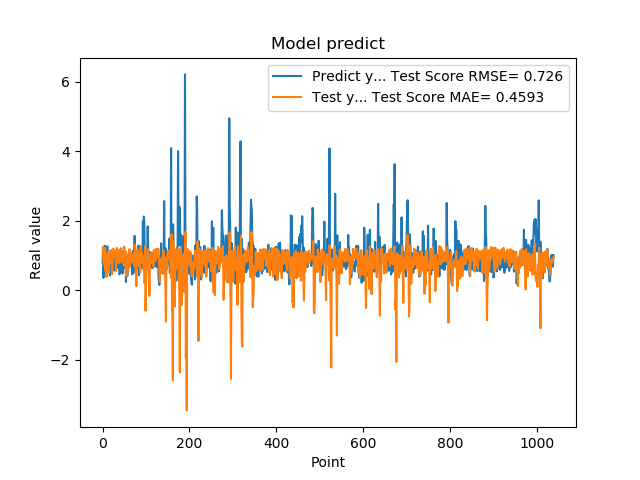 Model predict
Predict y... Test Score RMSE= 0.726
Test y... Test Score MAE= 0.4593
Real value
6
4
2
0
−2
0 200 400 600 800 1000
Point